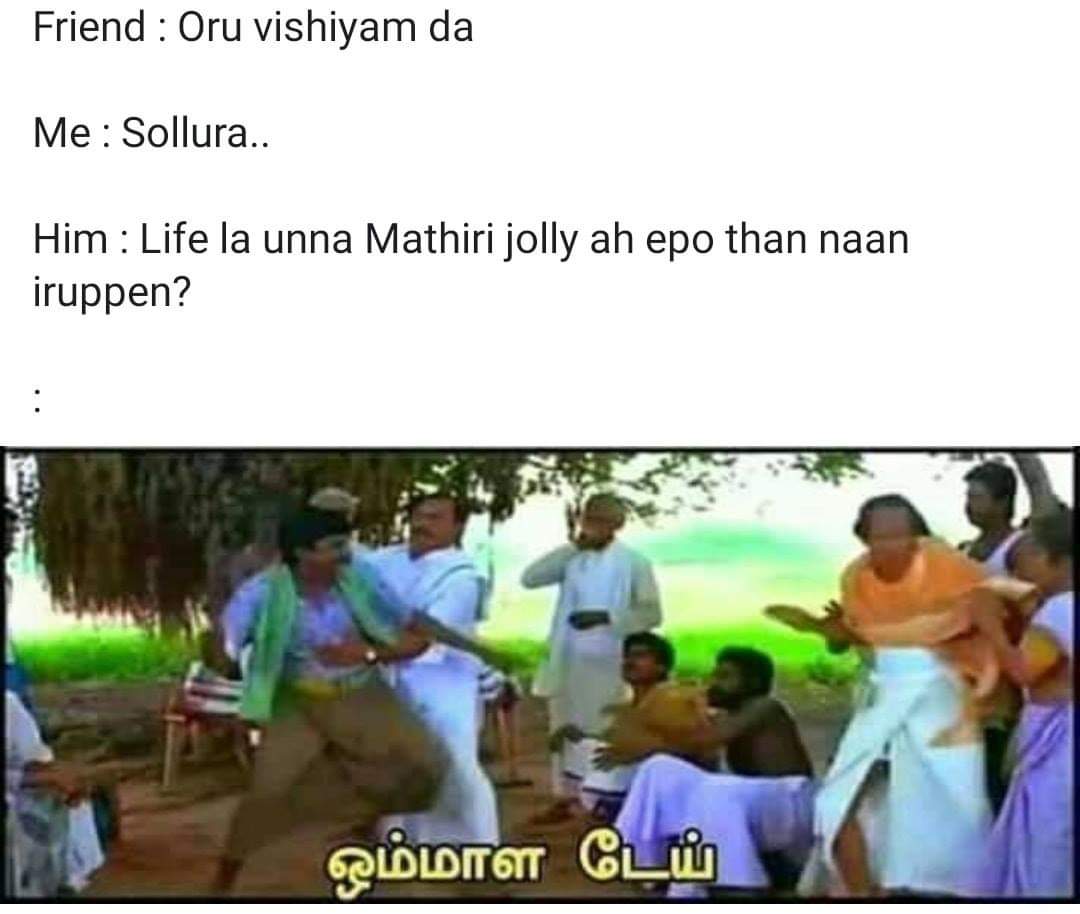 Friend : Oru vishiyam da
Me : Sollura..
Him : Life la unna Mathiri jolly ah epo than naan
iruppen?
:
ஓம்மாள டேய்